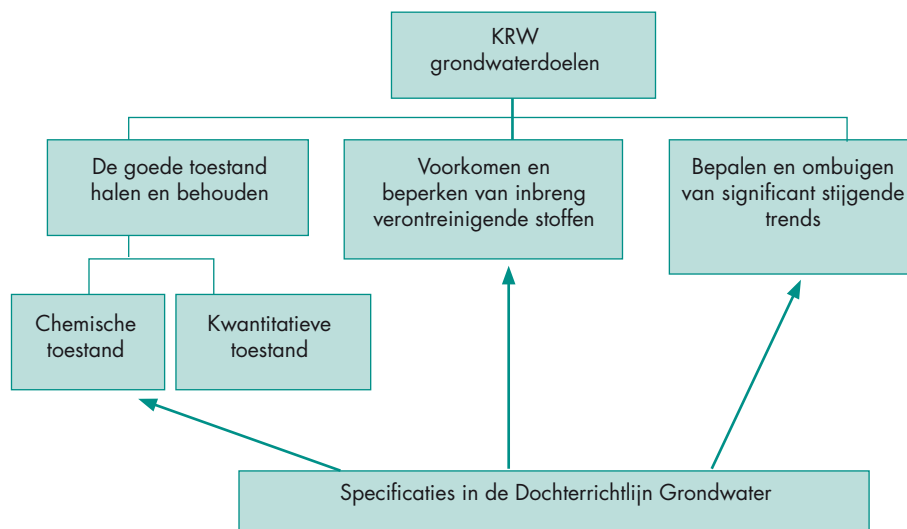 KRW
grondwaterdoelen
De goede toestand
halen en behouden
Voorkomen en
beperken van inbreng
verontreinigende stoffen
Bepalen en ombuigen
van significant stijgende
trends
Chemische
toestand
Kwantitatieve
toestand
Specificaties in de Dochterrichtlijn Grondwater